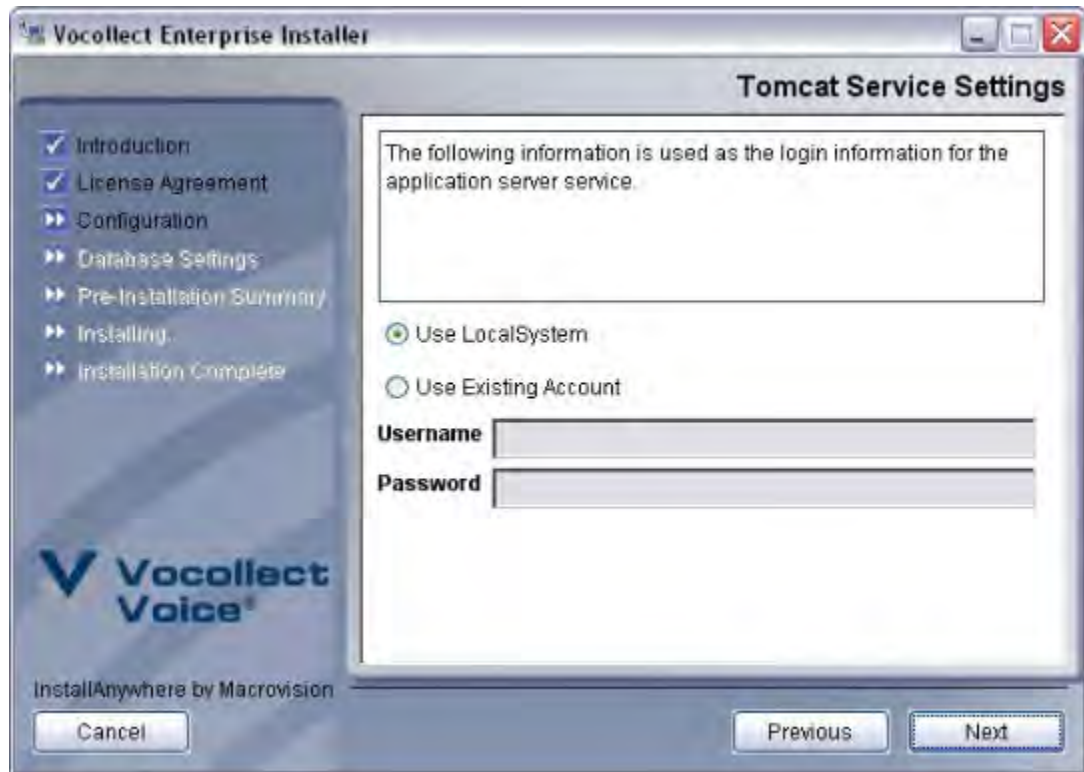 Vocollect Enterprise Installer
Tomcat Service Settings
Introduction
License Agreement
Configuration
Database Settings
Pre-Installation Summary
Installing...
Installation Complete
The following information is used as the login information for the
application server service.
Use LocalSystem
Use Existing Account
Username
Password
Vocollect
Voice®
InstallAnywhere by Macrovision
Cancel
Previous
Next